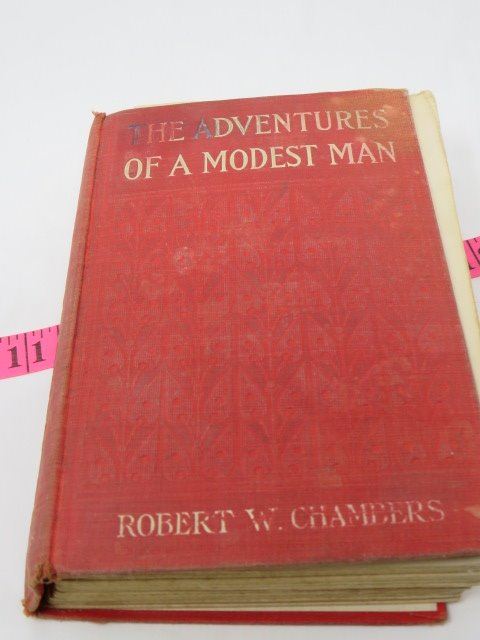 THE ADVENTURES
OF A MODEST MAN
11
ROBERT W. CHAMBERS